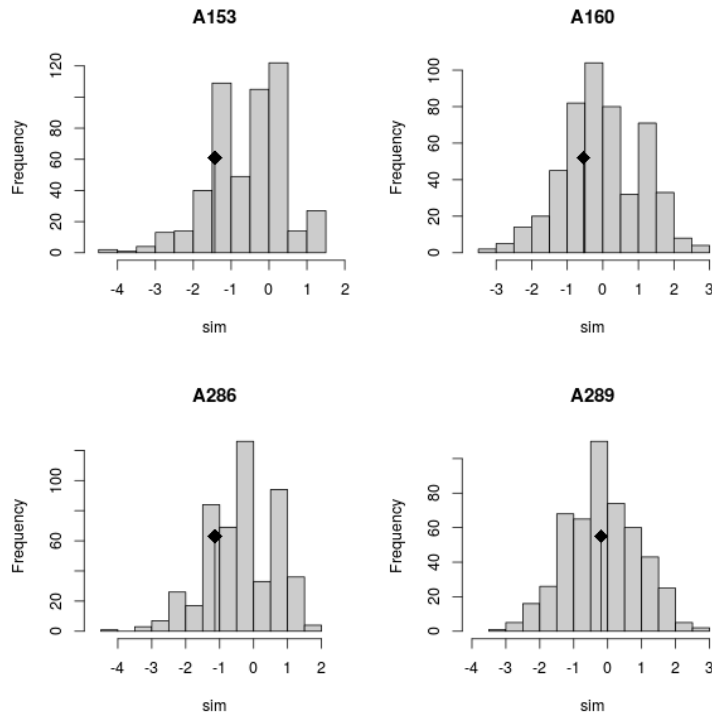 A153
Frequency
0 20 40 60 80 120
-4 -3 -2 -1 0 1 2
sim
A160
Frequency
0 20 40 60 80 100
-3 -2 -1 0 1 2 3
sim
A286
Frequency
0 20 60 100
-4 -3 -2 -1 0 1 2
sim
A289
Frequency
0 20 40 60 80 100
-4 -3 -2 -1 0 1 2 3
sim